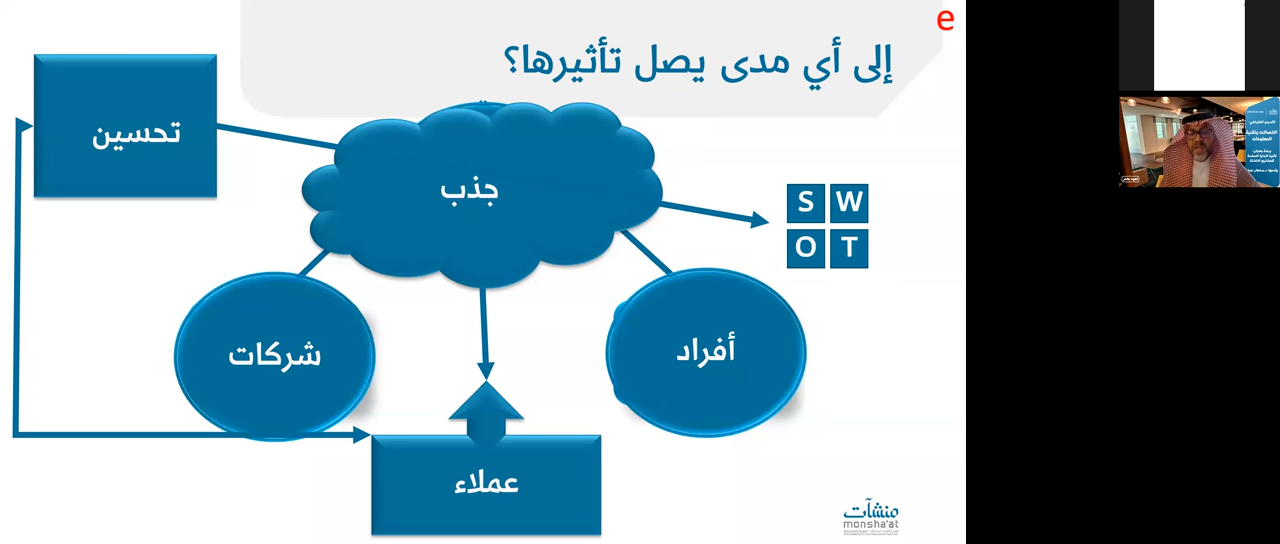 e
إلى أي مدى يصل تأثيرها؟
تحسين
جذب
S W
O T
شركات
أفراد
عملاء
منشآت
monsha'at